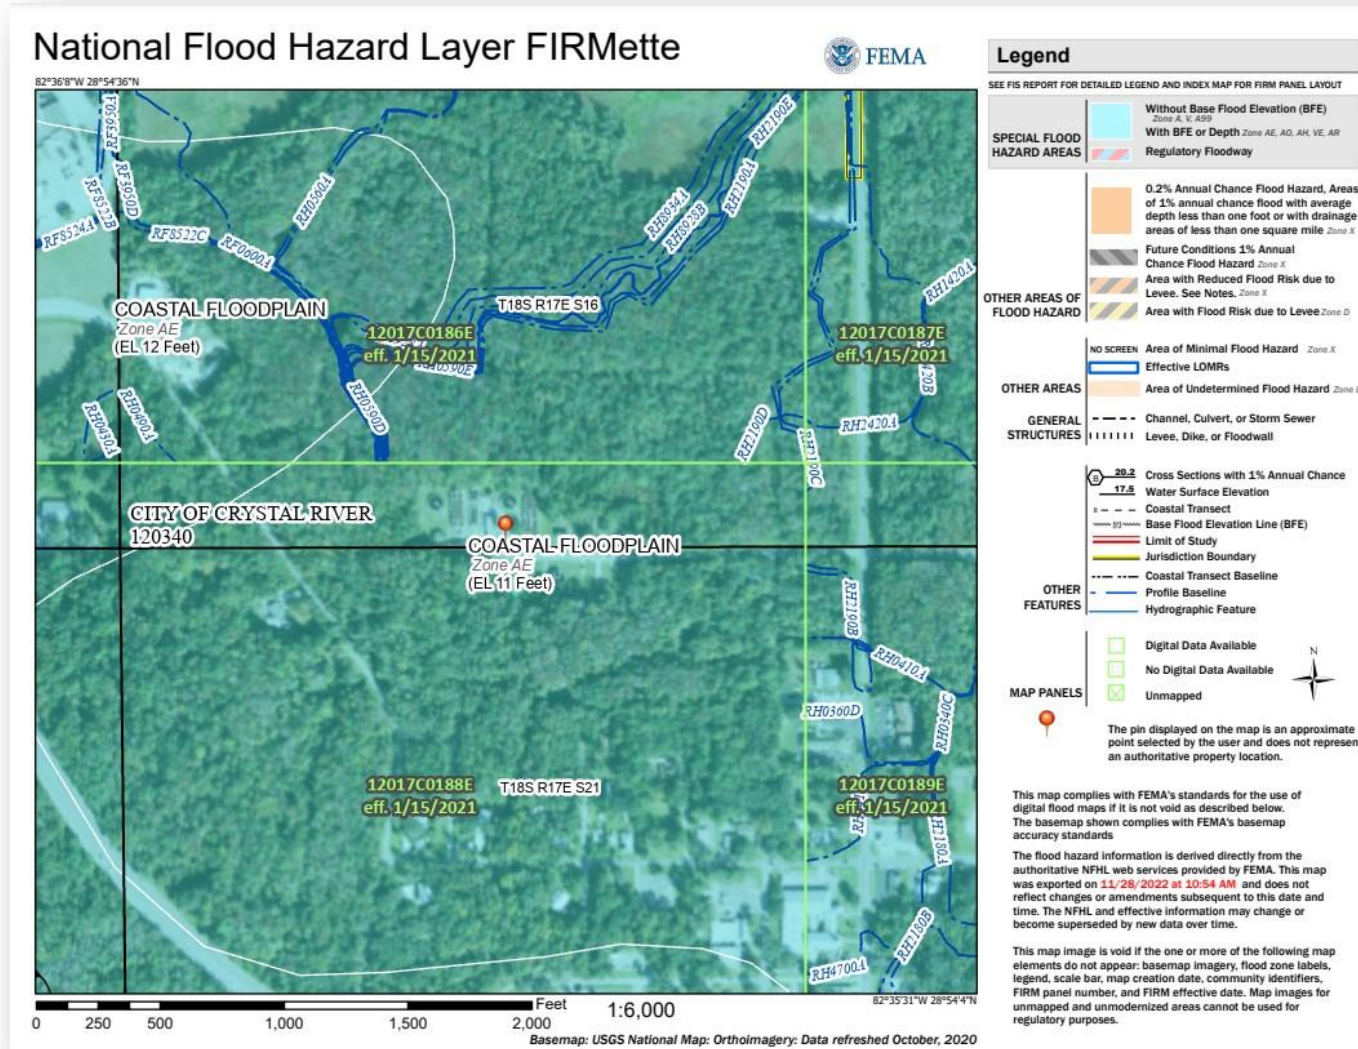 National Flood Hazard Layer FIRMette
FEMA
82°36'8"W 28°54'36"N
RF3950D
RF8522B
RF8524A
RF8522C
RF0600A
RH0560A
RH8934A
RH8928B
RH2190A
RH2190E
T18S R17E S16
COASTAL FLOODPLAIN
Zone AE
(EL 12 Feet)
12017C0186E
eff. 1/15/2021
RH0590E
RH0590D
RH0430A
RH0490A
12017C0187E
eff. 1/15/2021
RH1420A
RH2190D
RH2420A
RH2190C
CITY OF CRYSTAL RIVER
120340
COASTAL FLOODPLAIN
Zone AE
(EL 11 Feet)
RH2190B
RH0410A
RH0360D
RH0340C
12017C0188E
eff. 1/15/2021
T18S R17E S21
12017C0189E
eff. 1/15/2021
RH2180B
RH4700A
0 250 500 1,000 1,500 2,000
Feet
1:6,000
82°35'31"W 28°54'4"N
Basemap: USGS National Map: Orthoimagery: Data refreshed October, 2020
Legend
SEE FIS REPORT FOR DETAILED LEGEND AND INDEX MAP FOR FIRM PANEL LAYOUT
SPECIAL FLOOD
HAZARD AREAS
Without Base Flood Elevation (BFE)
Zone A, V, A99
With BFE or Depth Zone AE, AO, AH, VE, AR
Regulatory Floodway
0.2% Annual Chance Flood Hazard, Areas
of 1% annual chance flood with average
depth less than one foot or with drainage
areas of less than one square mile Zone X
Future Conditions 1% Annual
Chance Flood Hazard Zone X
Area with Reduced Flood Risk due to
Levee. See Notes. Zone X
Area with Flood Risk due to Levee Zone D
OTHER AREAS OF
FLOOD HAZARD
NO SCREEN Area of Minimal Flood Hazard Zone X
Effective LOMRs
OTHER AREAS
Area of Undetermined Flood Hazard Zone
GENERAL
STRUCTURES
Channel, Culvert, or Storm Sewer
Levee, Dike, or Floodwall
B 20.2 Cross Sections with 1% Annual Chance
17.5 Water Surface Elevation
Coastal Transect
Base Flood Elevation Line (BFE)
Limit of Study
Jurisdiction Boundary
Coastal Transect Baseline
OTHER
FEATURES
Profile Baseline
Hydrographic Feature
Digital Data Available
No Digital Data Available
Unmapped
N
MAP PANELS
The pin displayed on the map is an approximate
point selected by the user and does not represen
an authoritative property location.
This map complies with FEMA's standards for the use of
digital flood maps if it is not void as described below.
The basemap shown complies with FEMA's basemap
accuracy standards
The flood hazard information is derived directly from the
authoritative NFHL web services provided by FEMA. This map
was exported on 11/28/2022 at 10:54 AM and does not
reflect changes or amendments subsequent to this date and
time. The NFHL and effective information may change or
become superseded by new data over time.
This map image is void if the one or more of the following map
elements do not appear: basemap imagery, flood zone labels,
legend, scale bar, map creation date, community identifiers,
FIRM panel number, and FIRM effective date. Map images for
unmapped and unmodernized areas cannot be used for
regulatory purposes.